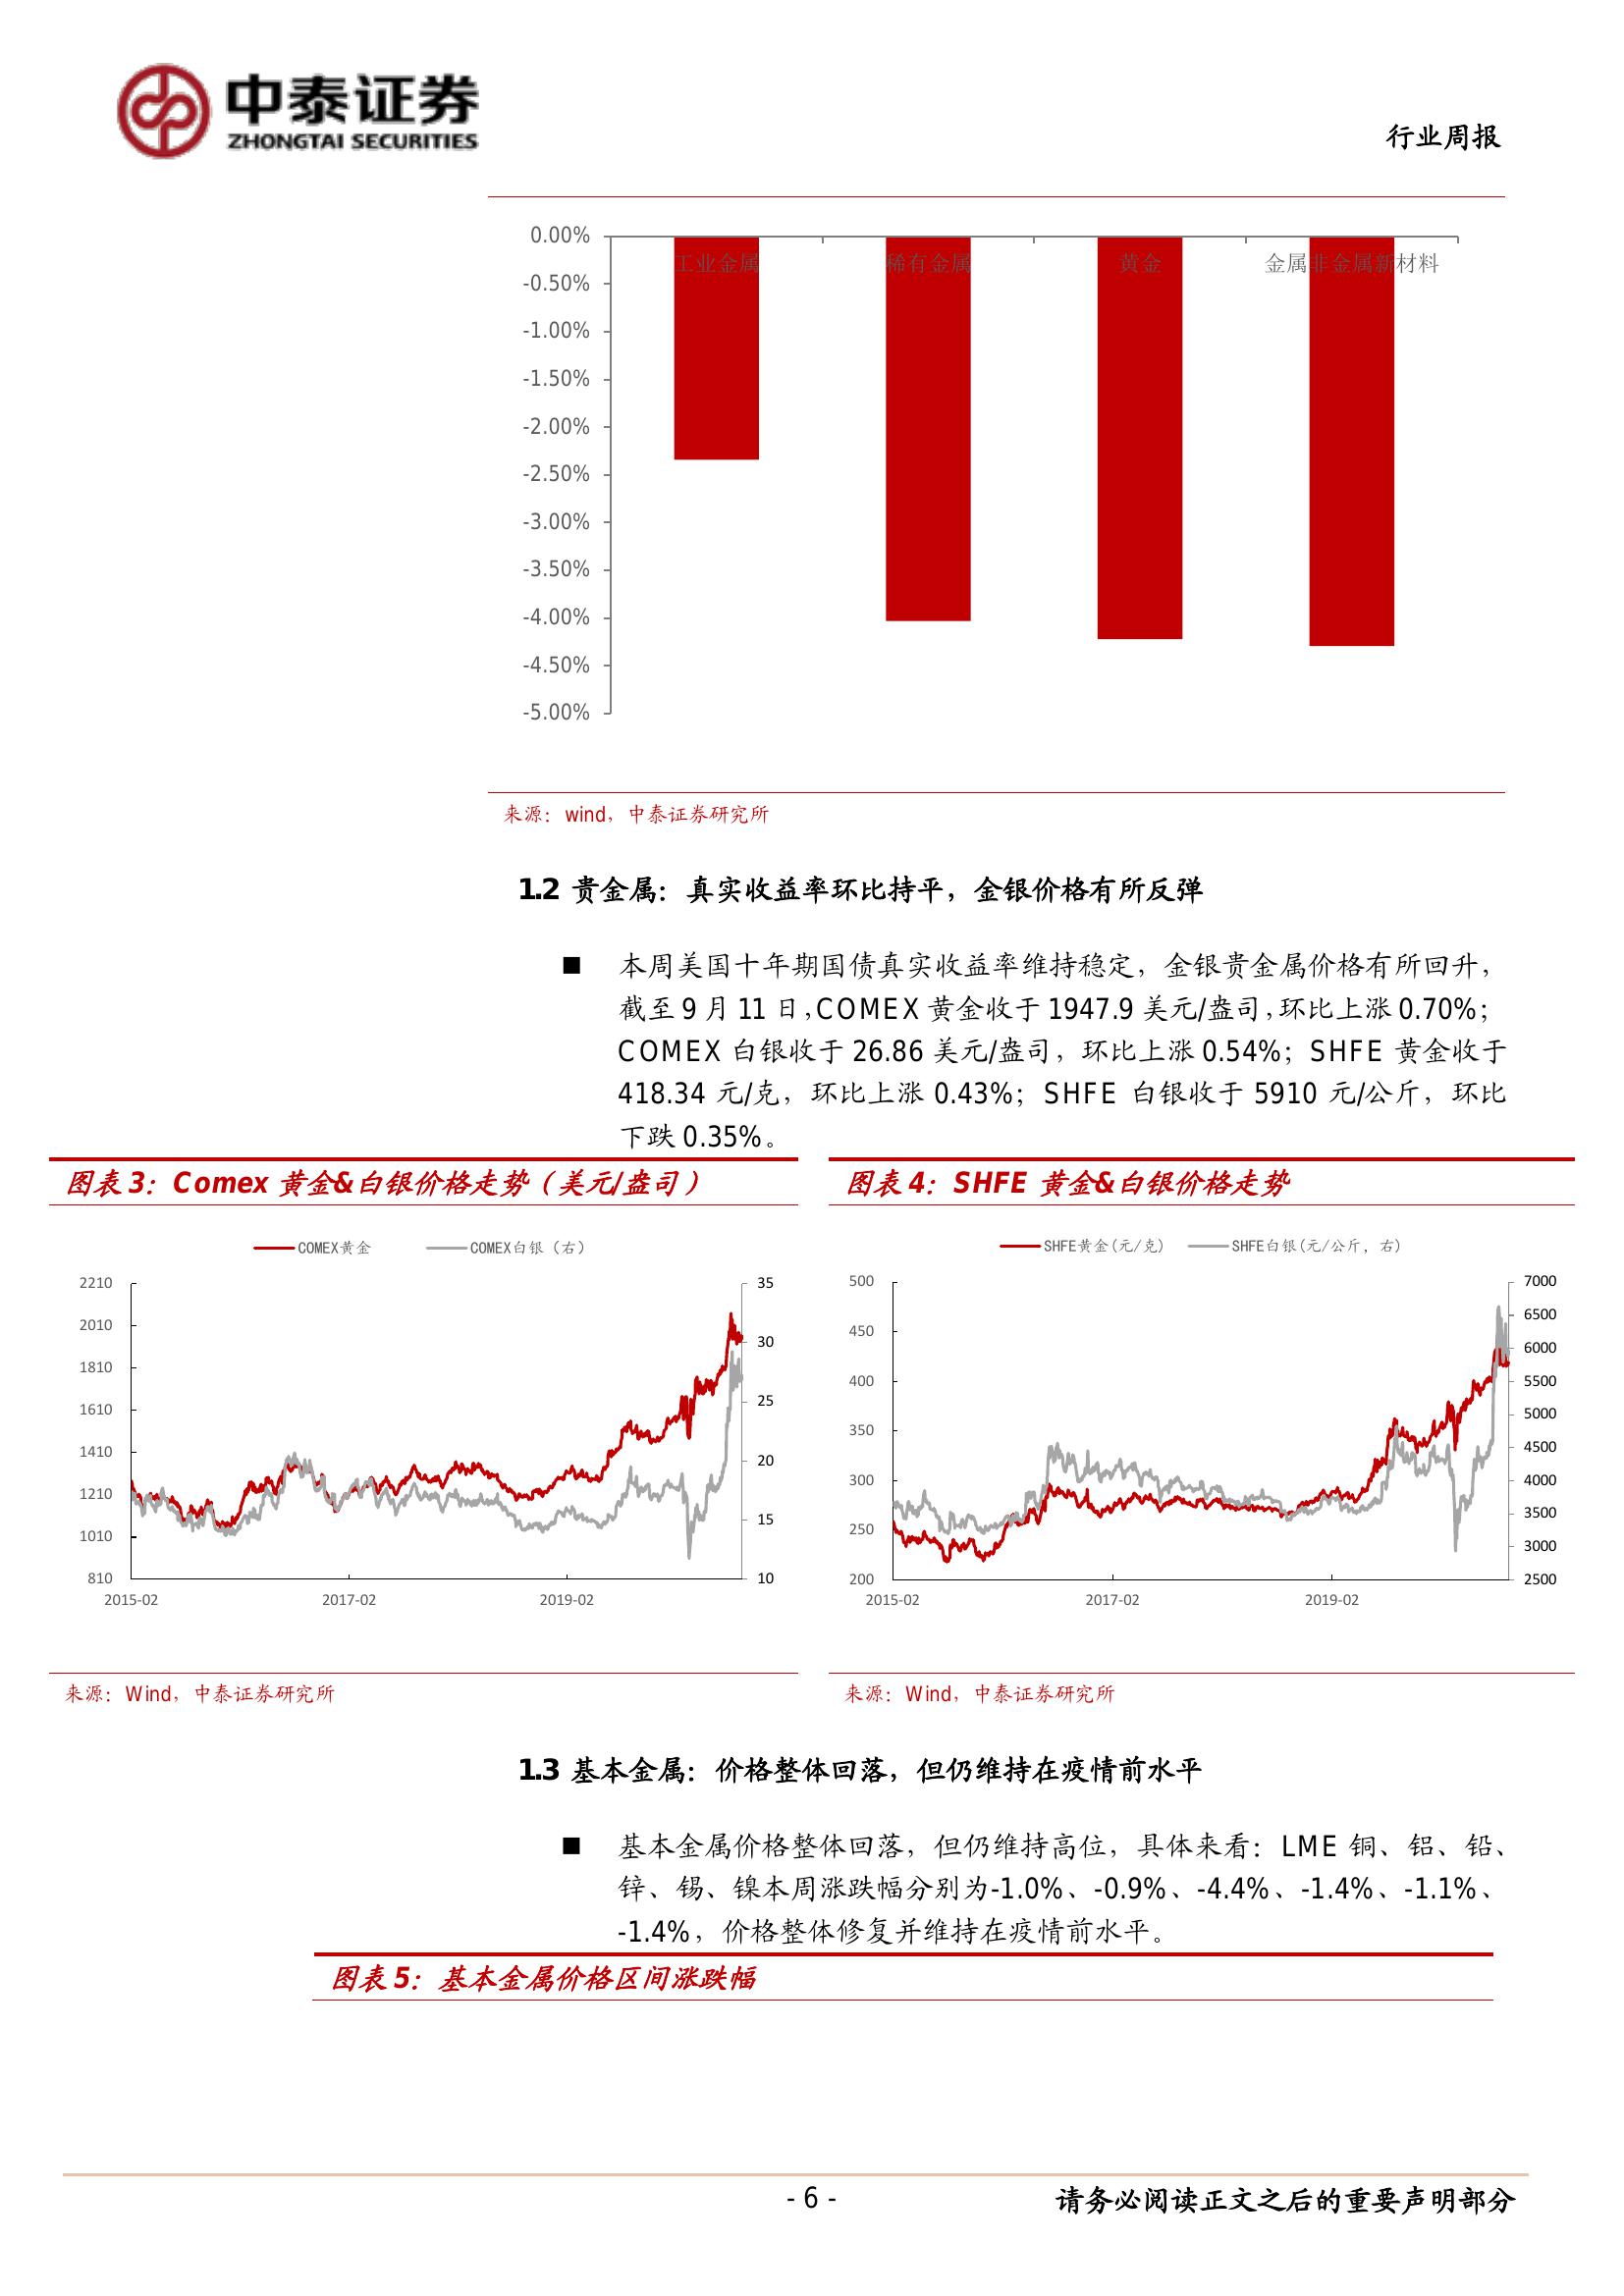 中泰证券
ZHONGTAI SECURITIES
行业周报
0.00%
工业金属 稀有金属 黄金 金属非金属新材料
-0.50%
-1.00%
-1.50%
-2.00%
-2.50%
-3.00%
-3.50%
-4.00%
-4.50%
-5.00%
来源：wind，中泰证券研究所
1.2 贵金属：真实收益率环比持平，金银价格有所反弹
■ 本周美国十年期国债真实收益率维持稳定，金银贵金属价格有所回升，
截至 9 月 11 日，COMEX 黄金收于 1947.9 美元/盎司，环比上涨 0.70%；
COMEX 白银收于 26.86 美元/盎司，环比上涨 0.54%；SHFE 黄金收于
418.34 元/克，环比上涨 0.43%；SHFE 白银收于 5910 元/公斤，环比
下跌 0.35%。
图表 3：Comex 黄金&白银价格走势（美元/盎司）
COMEX黄金 COMEX白银（右）
2210 35
2010 30
1810
1610 25
1410 20
1210
1010 15
810 10
2015-02 2017-02 2019-02
来源：Wind，中泰证券研究所
图表 4：SHFE 黄金&白银价格走势
SHFE黄金(元/克) SHFE白银(元/公斤，右)
500 7000
6500
450
6000
400 5500
350 5000
4500
300 4000
3500
250
3000
200 2500
2015-02 2017-02 2019-02
来源：Wind，中泰证券研究所
1.3 基本金属：价格整体回落，但仍维持在疫情前水平
■ 基本金属价格整体回落，但仍维持高位，具体来看：LME 铜、铝、铅、
锌、锡、镍本周涨跌幅分别为-1.0%、-0.9%、-4.4%、-1.4%、-1.1%、
-1.4%，价格整体修复并维持在疫情前水平。
图表 5：基本金属价格区间涨跌幅
- 6 -
请务必阅读正文之后的重要声明部分